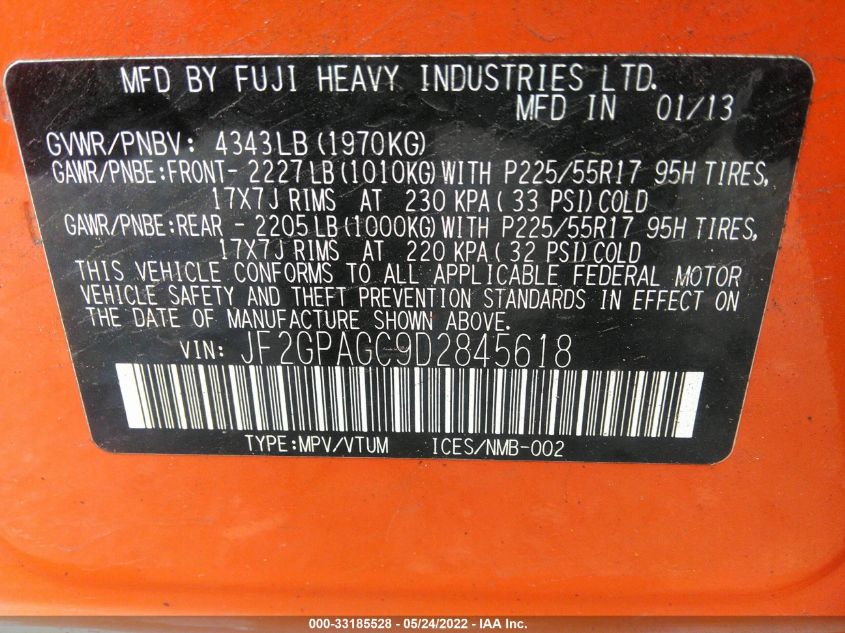 MFD BY FUJI HEAVY INDUSTRIES LTD.
MFD IN 01/13
GVWR/PNBV: 4343LB(1970KG)
GAWR/PNBE:FRONT- 2227LB(1010KG)WITH P225/55R17 95H TIRES,
17X7J RIMS AT 230 KPA( 33 PSI)COLD
GAWR/PNBE:REAR - 2205LB(1000KG)WITH P225/55R17 95H TIRES,
17X7J RIMS AT 220 KPA( 32 PSI)COLD
THIS VEHICLE CONFORMS TO ALL APPLICABLE FEDERAL MOTOR
VEHICLE SAFETY AND THEFT PREVENTION STANDARDS IN EFFECT ON
THE DATE OF MANUFACTURE SHOWN ABOVE.
VIN: JF2GPAGC9D2845618
TYPE:MPV/VTUM ICES/NMB-002
000-33185528 - 05/24/2022 - IAA Inc.